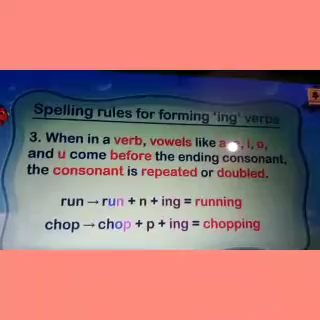 Spelling rules for forming 'ing' verbs
3. When in a verb, vowels like a, i, o,
and u come before the ending consonant,
the consonant is repeated or doubled.
run → run + n + ing = running
chop → chop + p + ing = chopping